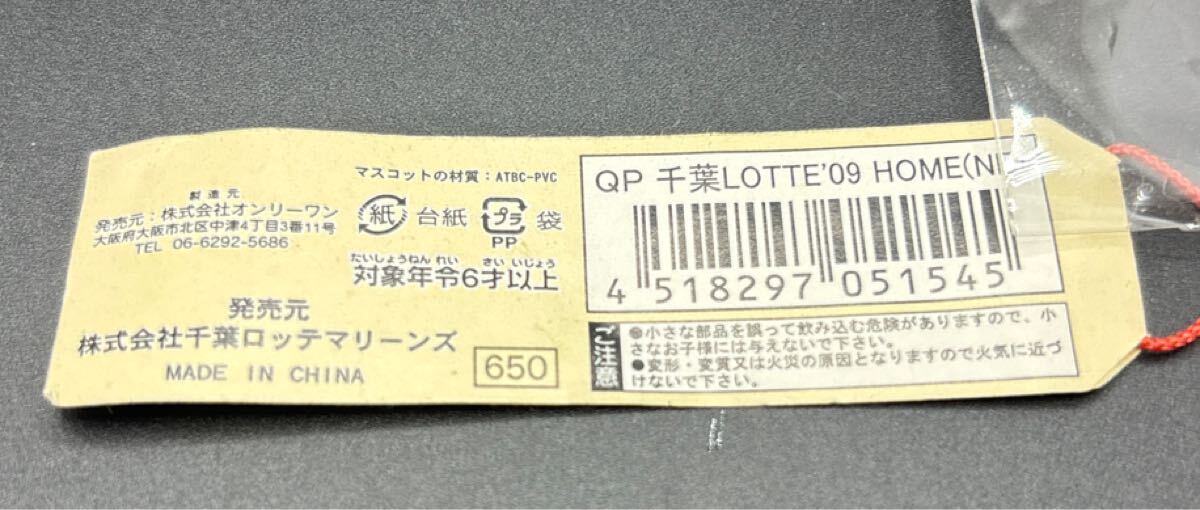 製造元
発売元：株式会社オンリーワン
大阪府大阪市北区中津4丁目3番11号
TEL 06-6292-5686
発売元
株式会社千葉ロッテマリーンズ
MADE IN CHINA
マスコットの材質：ATBC-PVC
紙 台紙 プラ 袋
PP
たいしょうねんれい さいいじょう
対象年令6才以上
650
QP 千葉LOTTE'09 HOME(N
4 518297 051545
ご注意
●小さな部品を誤って飲み込む危険がありますので、小
さなお子様には与えないで下さい。
●変形・変質又は火災の原因となりますので火気に近づ
けないで下さい。